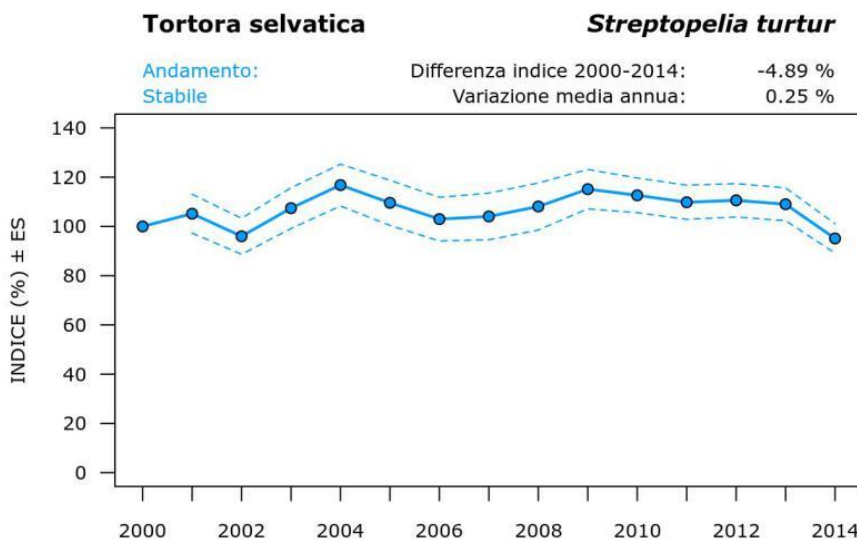 Tortora selvatica Streptopelia turtur
Andamento: Differenza indice 2000-2014: -4.89 %
Stabile Variazione media annua: 0.25 %
INDICE (%) ± ES
140
120
100
80
60
40
20
0
2000 2002 2004 2006 2008 2010 2012 2014